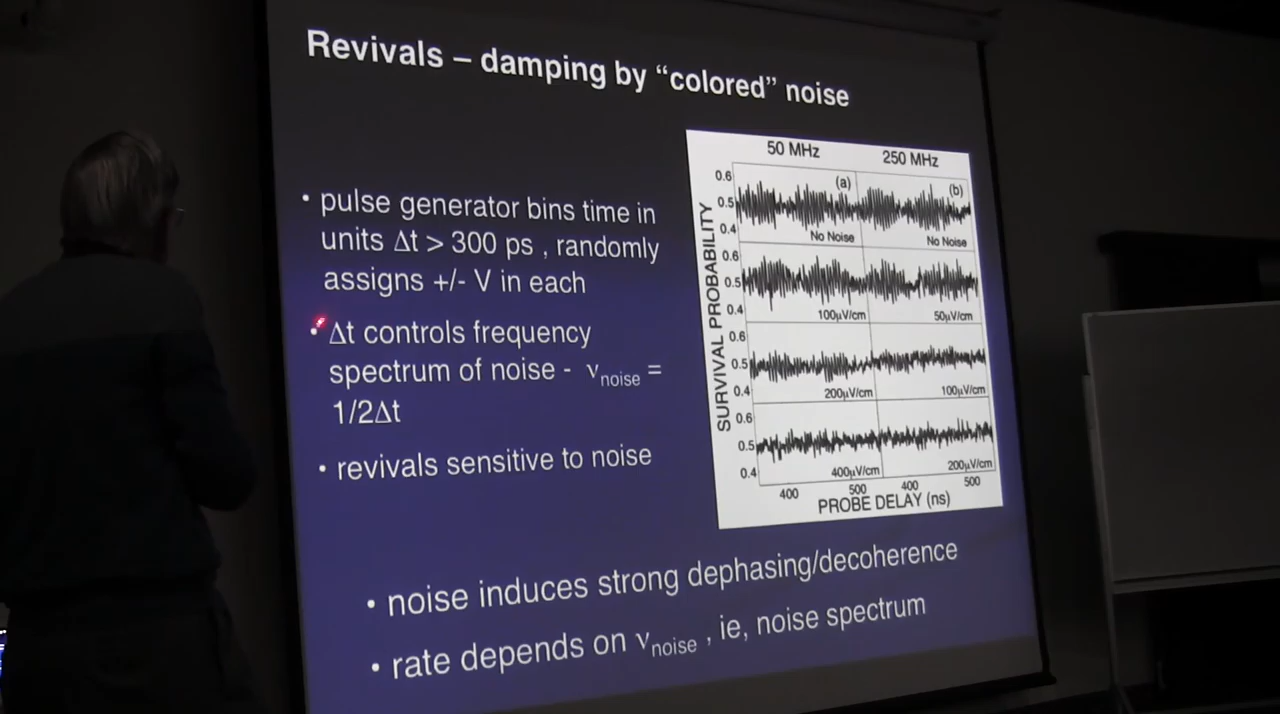 Revivals – damping by “colored” noise
• pulse generator bins time in
units Δt > 300 ps , randomly
assigns +/- V in each
• Δt controls frequency
spectrum of noise - νnoise =
1/2Δt
• revivals sensitive to noise
50 MHz 250 MHz
SURVIVAL PROBABILITY
0.6
0.5
0.4
(a) (b)
No Noise No Noise
0.6
0.5
0.4
100μV/cm 50μV/cm
0.6
0.5
0.4
200μV/cm 100μV/cm
0.6
0.5
0.4
400μV/cm 200μV/cm
400 500 400 500
PROBE DELAY (ns)
• noise induces strong dephasing/decoherence
• rate depends on νnoise , ie, noise spectrum